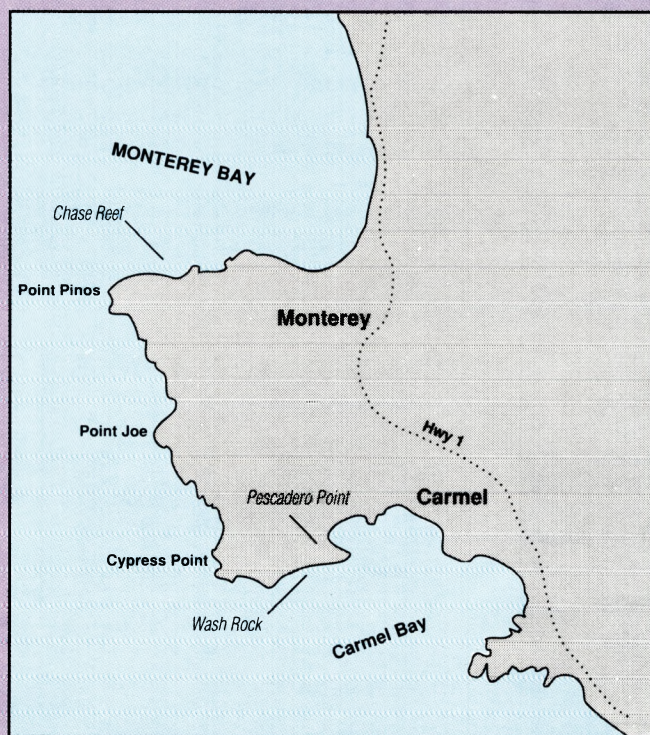 MONTEREY BAY
Chase Reef
Point Pinos
Monterey
Point Joe
Hwy 1
Pescadero Point
Carmel
Cypress Point
Wash Rock
Carmel Bay